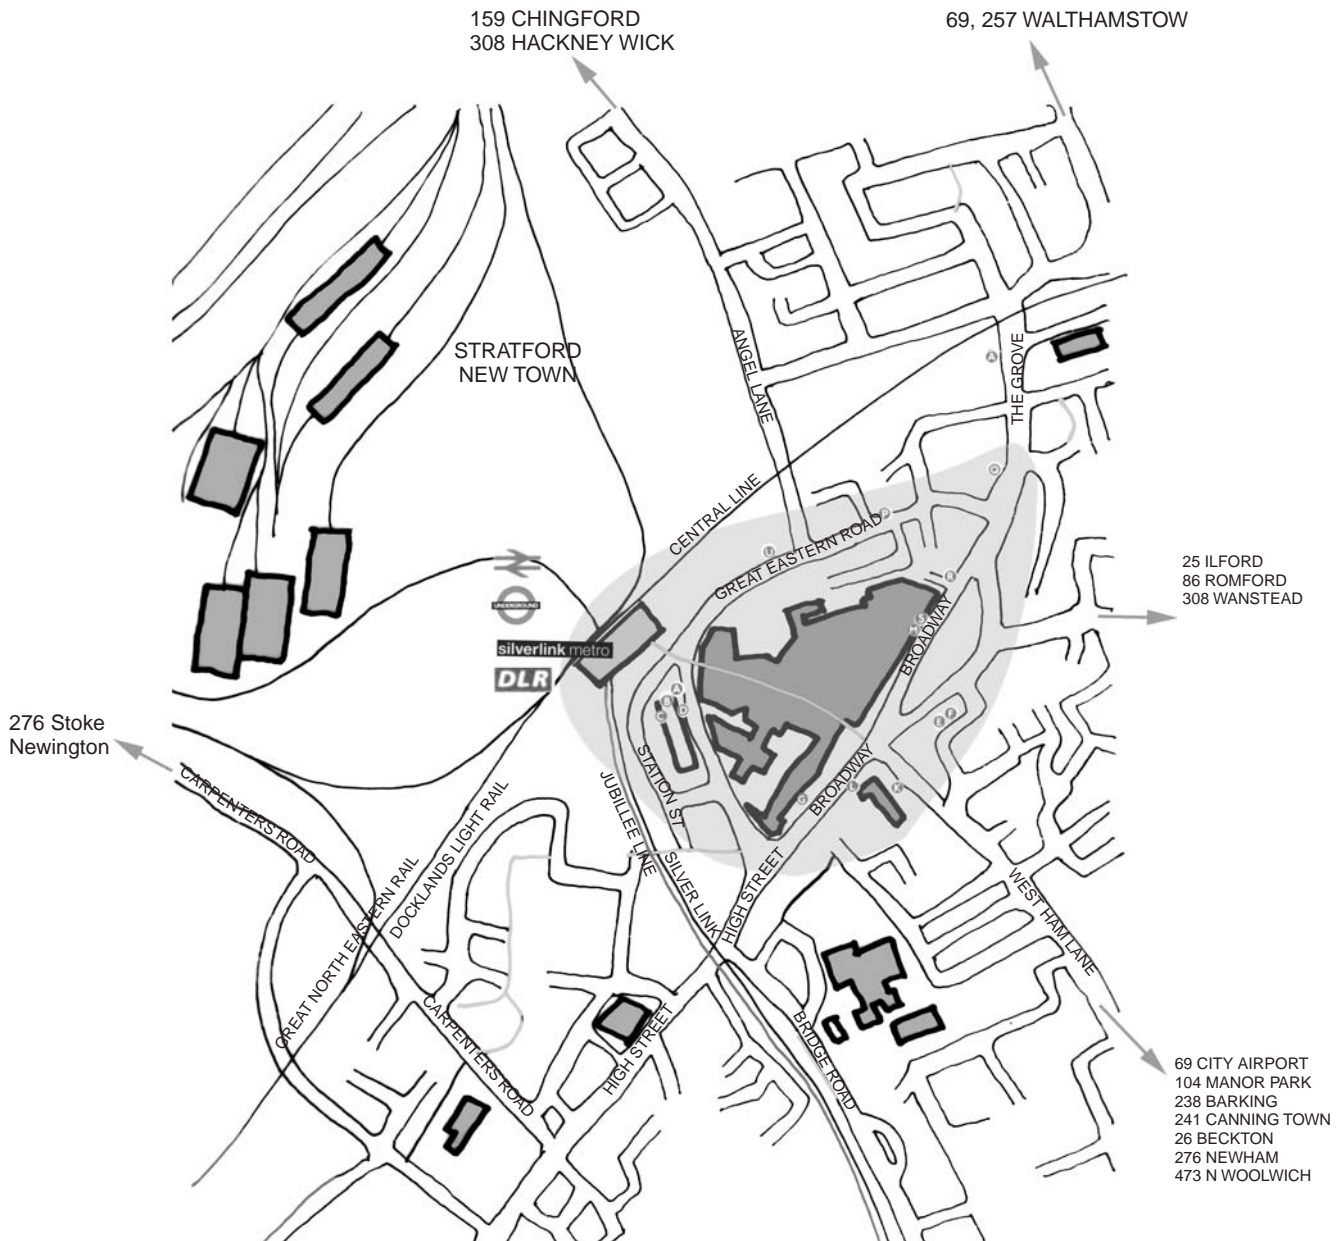 159 CHINGFORD
308 HACKNEY WICK
69, 257 WALTHAMSTOW
STRATFORD
NEW TOWN
ANGEL LANE
THE GROVE
A
G
CENTRAL LINE
P
GREAT EASTERN ROAD
U
UNDERGROUND
silverlink metro
DLR
R
S
M
BROADWAY
25 ILFORD
86 ROMFORD
308 WANSTEAD
A
B
C
D
E
F
276 Stoke
Newington
CARPENTERS ROAD
STATION ST
JUBILLEE LINE
BROADWAY
G
L
K
DOCKLANDS LIGHT RAIL
GREAT NORTH EASTERN RAIL
SILVER LINK
HIGH STREET
WEST HAM LANE
CARPENTERS ROAD
HIGH STREET
BRIDGE ROAD
69 CITY AIRPORT
104 MANOR PARK
238 BARKING
241 CANNING TOWN
26 BECKTON
276 NEWHAM
473 N WOOLWICH